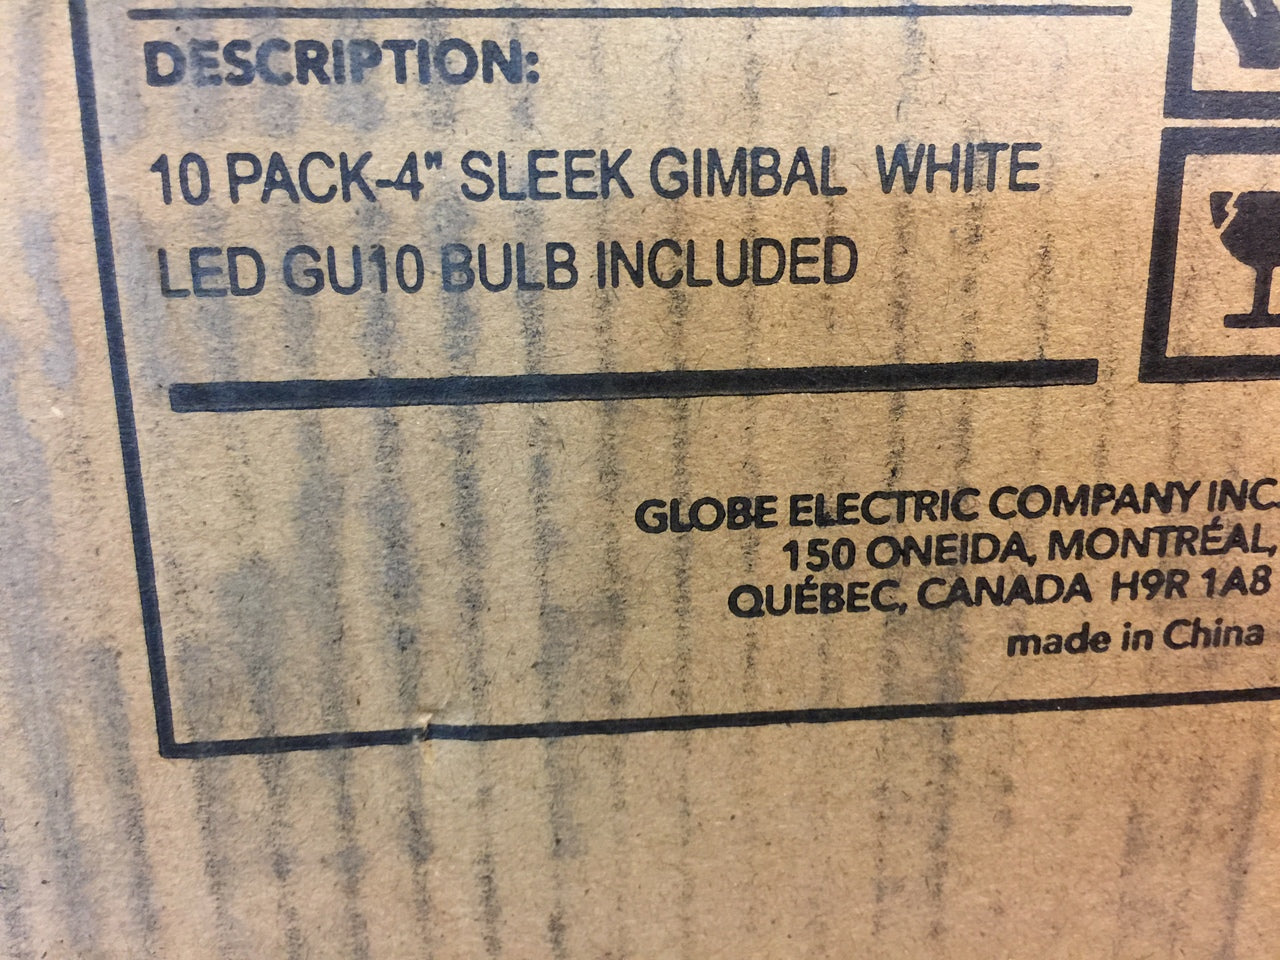 DESCRIPTION:
10 PACK-4" SLEEK GIMBAL WHITE
LED GU10 BULB INCLUDED
GLOBE ELECTRIC COMPANY INC.
150 ONEIDA, MONTRÉAL,
QUÉBEC, CANADA H9R 1A8
made in China